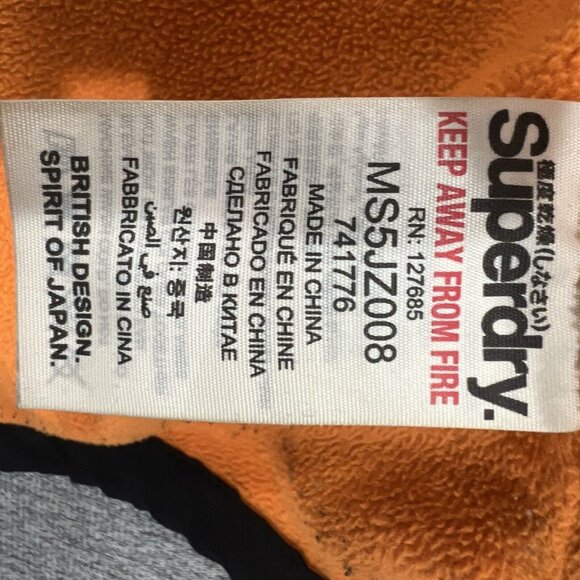 極度乾燥(しなさい)
Superdry.
KEEP AWAY FROM FIRE
RN: 127685
MS5JZ008
741776
MADE IN CHINA
FABRIQUÉ EN CHINE
FABRICADO EN CHINA
СДЕЛАНО В КИТАЕ
中国制造
원산지: 중국
صنع في الصين
FABBRICATO IN CINA
BRITISH DESIGN.
SPIRIT OF JAPAN.